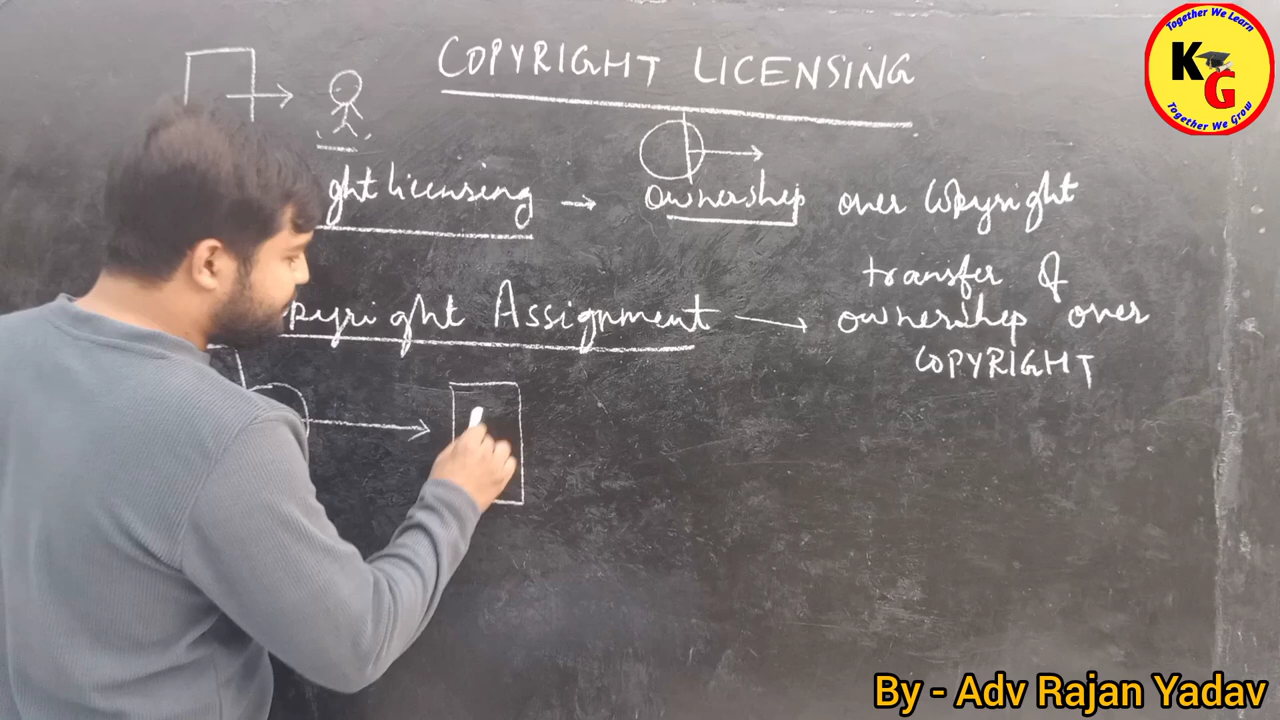 COPYRIGHT LICENSING
Together We Learn
KG
Together We Grow
ght licensing → ownership over Copyright
pyright Assignment → transfer of
ownership over
COPYRIGHT
By - Adv Rajan Yadav